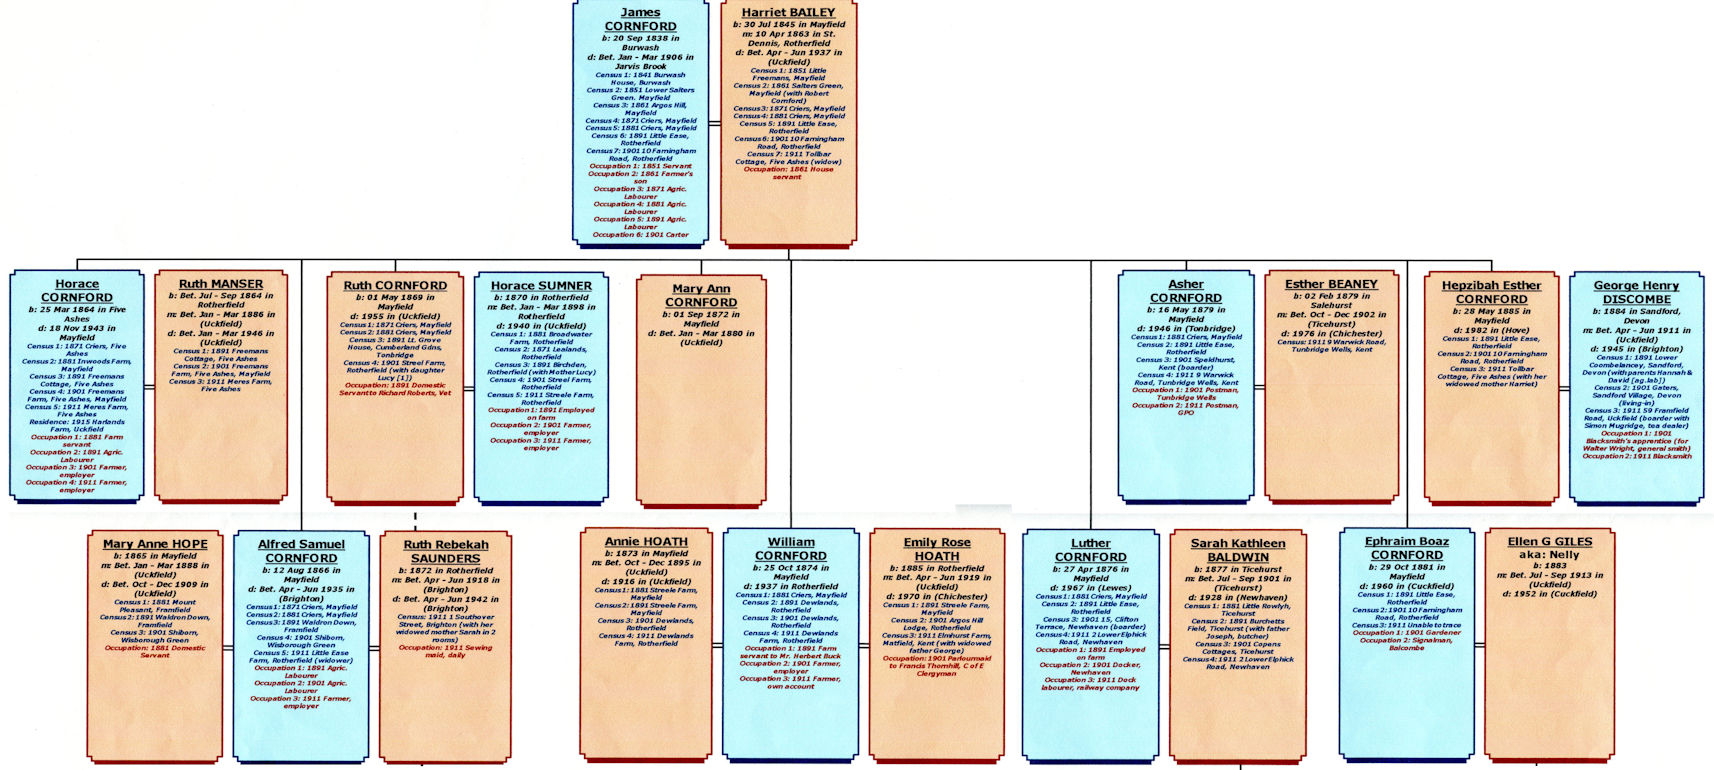 James
CORNFORD
b: 20 Sep 1838 in
Burwash
d: Bet. Jan - Mar 1906 in
Jarvis Brook
Census 1: 1841 Burwash
House, Burwash
Census 2: 1851 Lower Salters
Green. Mayfield
Census 3: 1861 Argos Hill,
Mayfield
Census 4: 1871 Criers, Mayfield
Census 5: 1881 Criers, Mayfield
Census 6: 1891 Little Ease,
Rotherfield
Census 7: 1901 10 Farningham
Road, Rotherfield
Occupation 1: 1851 Servant
Occupation 2: 1861 Farmer's
son
Occupation 3: 1871 Agric.
Labourer
Occupation 4: 1881 Agric.
Labourer
Occupation 5: 1891 Agric.
Labourer
Occupation 6: 1901 Carter
Harriet BAILEY
b: 30 Jul 1845 in Mayfield
m: 10 Apr 1863 in St.
Dennis, Rotherfield
d: Bet. Apr - Jun 1937 in
(Uckfield)
Census 1: 1851 Little
Freemans, Mayfield
Census 2: 1861 Salters Green,
Mayfield (with Robert
Cornford)
Census 3: 1871 Criers, Mayfield
Census 4: 1881 Criers, Mayfield
Census 5: 1891 Little Ease,
Rotherfield
Census 6: 1901 10 Farningham
Road, Rotherfield
Census 7: 1911 Tollbar
Cottage, Five Ashes (widow)
Occupation: 1861 House
servant
Horace
CORNFORD
b: 25 Mar 1864 in Five
Ashes
d: 18 Nov 1943 in
Mayfield
Census 1: 1871 Criers, Five
Ashes
Census 2: 1881 Inwoods Farm,
Mayfield
Census 3: 1891 Freemans
Cottage, Five Ashes
Census 4: 1901 Freemans
Farm, Five Ashes, Mayfield
Census 5: 1911 Meres Farm,
Five Ashes
Residence: 1915 Harlands
Farm, Uckfield
Occupation 1: 1881 Farm
servant
Occupation 2: 1891 Agric.
Labourer
Occupation 3: 1901 Farmer,
employer
Occupation 4: 1911 Farmer,
employer
Ruth MANSER
b: Bet. Jul - Sep 1864 in
Rotherfield
m: Bet. Jan - Mar 1886 in
(Uckfield)
d: Bet. Jan - Mar 1946 in
(Uckfield)
Census 1: 1891 Freemans
Cottage, Five Ashes
Census 2: 1901 Freemans
Farm, Five Ashes, Mayfield
Census 3: 1911 Meres Farm,
Five Ashes
Ruth CORNFORD
b: 01 May 1869 in
Mayfield
d: 1955 in (Uckfield)
Census 1: 1871 Criers, Mayfield
Census 2: 1881 Criers, Mayfield
Census 3: 1891 Lt. Grove
House, Cumberland Gdns,
Tonbridge
Census 4: 1901 Streel Farm,
Rotherfield (with daughter
Lucy [1])
Occupation: 1891 Domestic
Servant to Richard Roberts, Vet
Horace SUMNER
b: 1870 in Rotherfield
m: Bet. Jan - Mar 1898 in
Rotherfield
d: 1940 in (Uckfield)
Census 1: 1881 Broadwater
Farm, Rotherfield
Census 2: 1871 Lealands,
Rotherfield
Census 3: 1891 Birchden,
Rotherfield (with Mother Lucy)
Census 4: 1901 Streel Farm,
Rotherfield
Census 5: 1911 Streele Farm,
Rotherfield
Occupation 1: 1891 Employed
on farm
Occupation 2: 1901 Farmer,
employer
Occupation 3: 1911 Farmer,
employer
Mary Ann
CORNFORD
b: 01 Sep 1872 in
Mayfield
d: Bet. Jan - Mar 1880 in
(Uckfield)
Asher
CORNFORD
b: 16 May 1879 in
Mayfield
d: 1946 in (Tonbridge)
Census 1: 1881 Criers, Mayfield
Census 2: 1891 Little Ease,
Rotherfield
Census 3: 1901 Speldhurst,
Kent (boarder)
Census 4: 1911 9 Warwick
Road, Tunbridge Wells, Kent
Occupation 1: 1901 Postman,
Tunbridge Wells
Occupation 2: 1911 Postman,
GPO
Esther BEANEY
b: 02 Feb 1879 in
Salehurst
m: Bet. Oct - Dec 1902 in
(Ticehurst)
d: 1976 in (Chichester)
Census: 1911 9 Warwick Road,
Tunbridge Wells, Kent
Hepzibah Esther
CORNFORD
b: 28 May 1885 in
Mayfield
d: 1982 in (Hove)
Census 1: 1891 Little Ease,
Rotherfield
Census 2: 1901 10 Farningham
Road, Rotherfield
Census 3: 1911 Tollbar
Cottage, Five Ashes (with her
widowed mother Harriet)
George Henry
DISCOMBE
b: 1884 in Sandford,
Devon
m: Bet. Apr - Jun 1911 in
(Uckfield)
d: 1945 in (Brighton)
Census 1: 1891 Lower
Coombelancey, Sandford,
Devon (with parents Hannah &
David [ag.lab])
Census 2: 1901 Gaters,
Sandford Village, Devon
(living-in)
Census 3: 1911 59 Framfield
Road, Uckfield (boarder with
Simon Mugridge, tea dealer)
Occupation 1: 1901
Blacksmith's apprentice (for
Walter Wright, general smith)
Occupation 2: 1911 Blacksmith
Mary Anne HOPE
b: 1865 in Mayfield
m: Bet. Jan - Mar 1888 in
(Uckfield)
d: Bet. Oct - Dec 1909 in
(Uckfield)
Census 1: 1881 Mount
Pleasant, Framfield
Census 2: 1891 Waldron Down,
Framfield
Census 3: 1901 Shiborn,
Wisborough Green
Occupation: 1881 Domestic
Servant
Alfred Samuel
CORNFORD
b: 12 Aug 1866 in
Mayfield
d: Bet. Apr - Jun 1935 in
(Brighton)
Census 1: 1871 Criers, Mayfield
Census 2: 1881 Criers, Mayfield
Census 3: 1891 Waldron Down,
Framfield
Census 4: 1901 Shiborn,
Wisborough Green
Census 5: 1911 Little Ease
Farm, Rotherfield (widower)
Occupation 1: 1891 Agric.
Labourer
Occupation 2: 1901 Agric.
Labourer
Occupation 3: 1911 Farmer,
employer
Ruth Rebekah
SAUNDERS
b: 1872 in Rotherfield
m: Bet. Apr - Jun 1918 in
(Brighton)
d: Bet. Apr - Jun 1942 in
(Brighton)
Census: 1911 1 Southover
Street, Brighton (with her
widowed mother Sarah in 2
rooms)
Occupation: 1911 Sewing
maid, daily
Annie HOATH
b: 1873 in Mayfield
m: Bet. Oct - Dec 1895 in
(Uckfield)
d: 1916 in (Uckfield)
Census 1: 1881 Streele Farm,
Mayfield
Census 2: 1891 Streele Farm,
Mayfield
Census 3: 1901 Dewlands,
Rotherfield
Census 4: 1911 Dewlands
Farm, Rotherfield
William
CORNFORD
b: 25 Oct 1874 in
Mayfield
d: 1937 in Rotherfield
Census 1: 1881 Criers, Mayfield
Census 2: 1891 Dewlands,
Rotherfield
Census 3: 1901 Dewlands,
Rotherfield
Census 4: 1911 Dewlands
Farm, Rotherfield
Occupation 1: 1891 Farm
servant to Mr. Herbert Buck
Occupation 2: 1901 Farmer,
employer
Occupation 3: 1911 Farmer,
own account
Emily Rose
HOATH
b: 1885 in Rotherfield
m: Bet. Apr - Jun 1919 in
(Uckfield)
d: 1970 in (Chichester)
Census 1: 1891 Streele Farm,
Mayfield
Census 2: 1901 Argos Hill
Lodge, Rotherfield
Census 3: 1911 Elmhurst Farm,
Matfield, Kent (with widowed
father George)
Occupation: 1901 Parlourmaid
to Francis Thornhill, C of E
Clergyman
Luther
CORNFORD
b: 27 Apr 1876 in
Mayfield
d: 1967 in (Lewes)
Census 1: 1881 Criers, Mayfield
Census 2: 1891 Little Ease,
Rotherfield
Census 3: 1901 15, Clifton
Terrace, Newhaven (boarder)
Census 4: 1911 2 Lower Elphick
Road, Newhaven
Occupation 1: 1891 Employed
on farm
Occupation 2: 1901 Docker,
Newhaven
Occupation 3: 1911 Dock
labourer, railway company
Sarah Kathleen
BALDWIN
b: 1877 in Ticehurst
m: Bet. Jul - Sep 1901 in
(Ticehurst)
d: 1928 in (Newhaven)
Census 1: 1881 Little Rowlyh,
Ticehurst
Census 2: 1891 Burchetts
Field, Ticehurst (with father
Joseph, butcher)
Census 3: 1901 Copens
Cottages, Ticehurst
Census 4: 1911 2 Lower Elphick
Road, Newhaven
Ephraim Boaz
CORNFORD
b: 29 Oct 1881 in
Mayfield
d: 1960 in (Cuckfield)
Census 1: 1891 Little Ease,
Rotherfield
Census 2: 1901 10 Farningham
Road, Rotherfield
Census 3: 1911 Unable to trace
Occupation 1: 1901 Gardener
Occupation 2: Signalman,
Balcombe
Ellen G GILES
aka: Nelly
b: 1883
m: Bet. Jul - Sep 1913 in
(Uckfield)
d: 1952 in (Cuckfield)